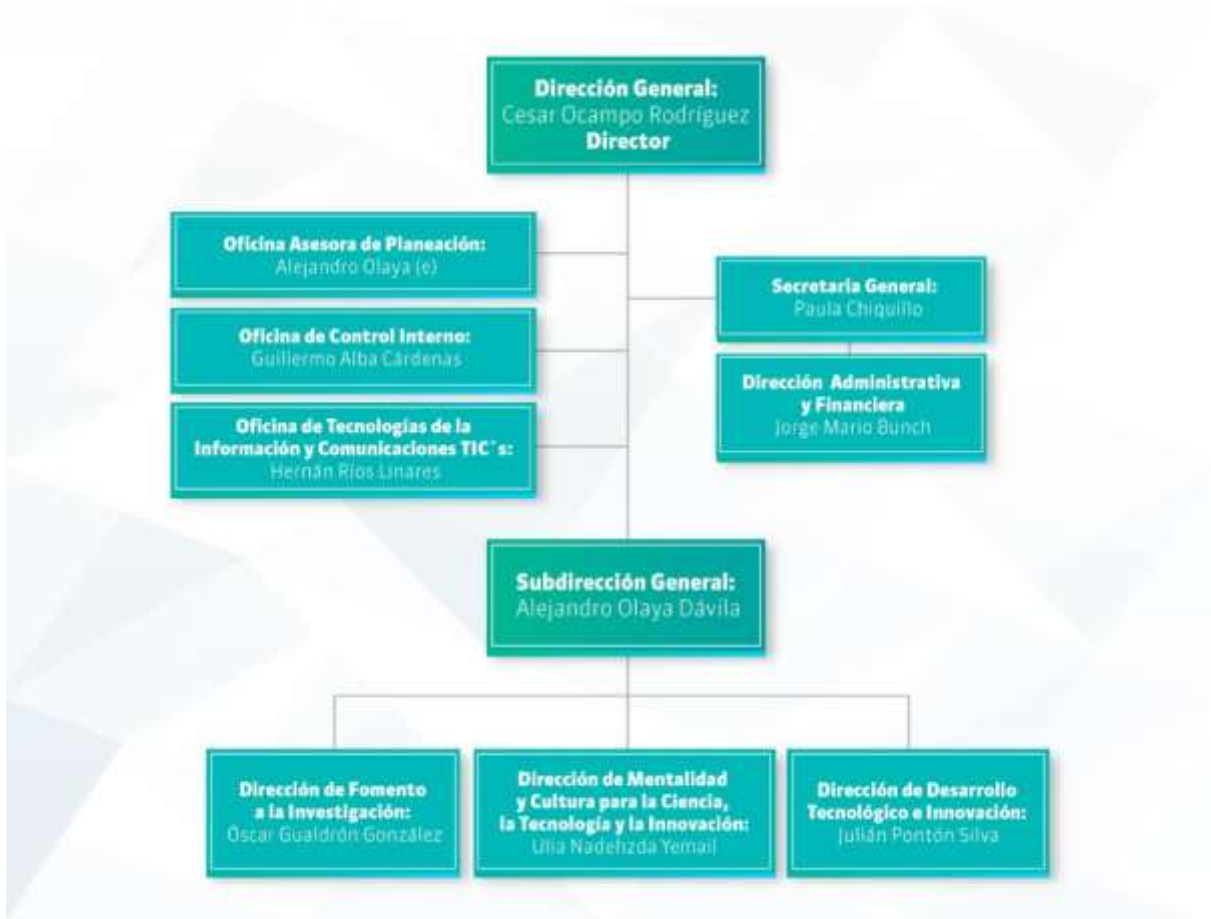 Dirección General:
Cesar Ocampo Rodríguez
Director
Oficina Asesora de Planeación:
Alejandro Olaya (e)
Oficina de Control Interno:
Guillermo Alba Cárdenas
Oficina de Tecnologías de la
Información y Comunicaciones TIC´s:
Hernán Ríos Linares
Secretaria General:
Paula Chiquillo
Dirección Administrativa
y Financiera
Jorge Mario Bunch
Subdirección General:
Alejandro Olaya Dávila
Dirección de Fomento
a la Investigación:
Óscar Gualdrón González
Dirección de Mentalidad
y Cultura para la Ciencia,
la Tecnología y la Innovación:
Ulia Nadehzda Yemail
Dirección de Desarrollo
Tecnológico e Innovación:
Julián Pontón Silva